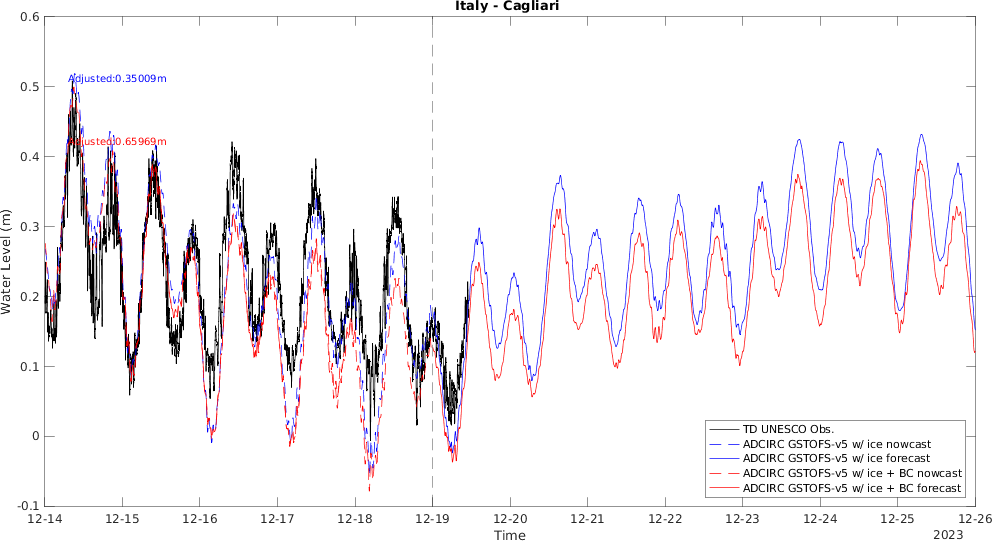 Italy - Cagliari
0.6
0.5
0.4
0.3
0.2
0.1
0
-0.1
Water Level (m)
Adjusted:0.35009m
Adjusted:0.65969m
TD UNESCO Obs.
ADCIRC GSTOFS-v5 w/ ice nowcast
ADCIRC GSTOFS-v5 w/ ice forecast
ADCIRC GSTOFS-v5 w/ ice + BC nowcast
ADCIRC GSTOFS-v5 w/ ice + BC forecast
12-14 12-15 12-16 12-17 12-18 12-19 12-20 12-21 12-22 12-23 12-24 12-25 12-26
Time
2023